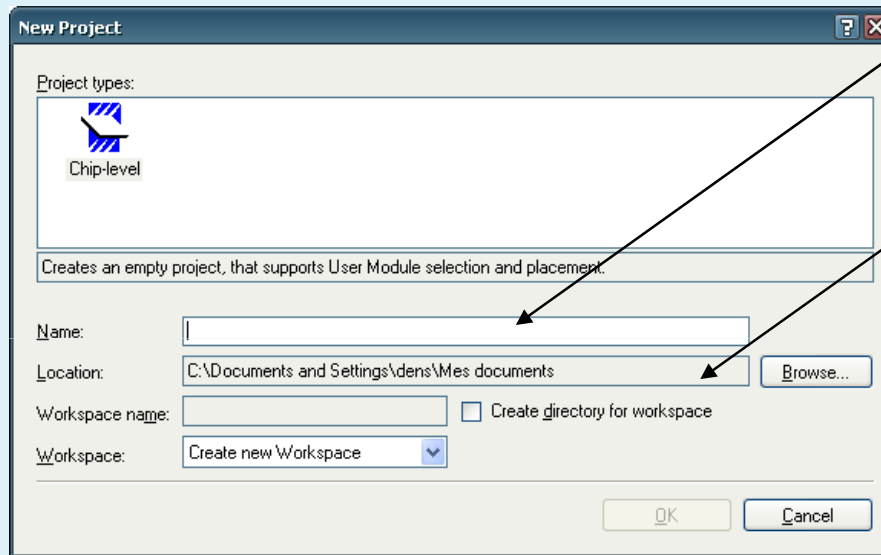 New Project
Project types:
Chip-level
Creates an empty project, that supports User Module selection and placement.
Name:
Location: C:\Documents and Settings\dens\Mes documents Browse...
Workspace name: Create directory for workspace
Workspace: Create new Workspace
OK Cancel